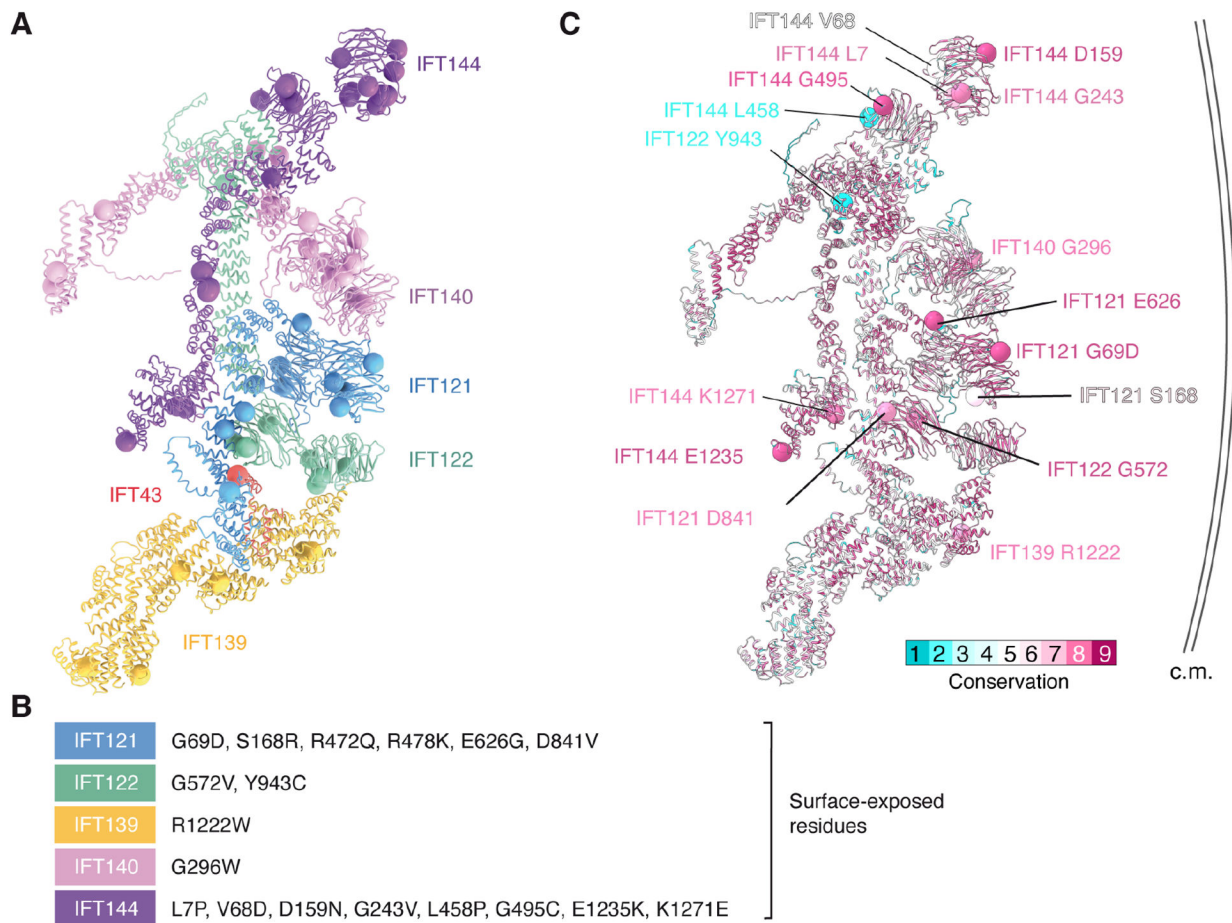 A
IFT144
IFT140
IFT121
IFT122
IFT43
IFT139
C
IFT144 V68
IFT144 L7
IFT144 G495
IFT144 L458
IFT122 Y943
IFT144 D159
IFT144 G243
IFT140 G296
IFT121 E626
IFT121 G69D
IFT121 S168
IFT144 K1271
IFT144 E1235
IFT122 G572
IFT121 D841
IFT139 R1222
1 2 3 4 5 6 7 8 9
Conservation
c.m.
B
IFT121 G69D, S168R, R472Q, R478K, E626G, D841V
IFT122 G572V, Y943C
IFT139 R1222W
IFT140 G296W
IFT144 L7P, V68D, D159N, G243V, L458P, G495C, E1235K, K1271E
Surface-exposed
residues